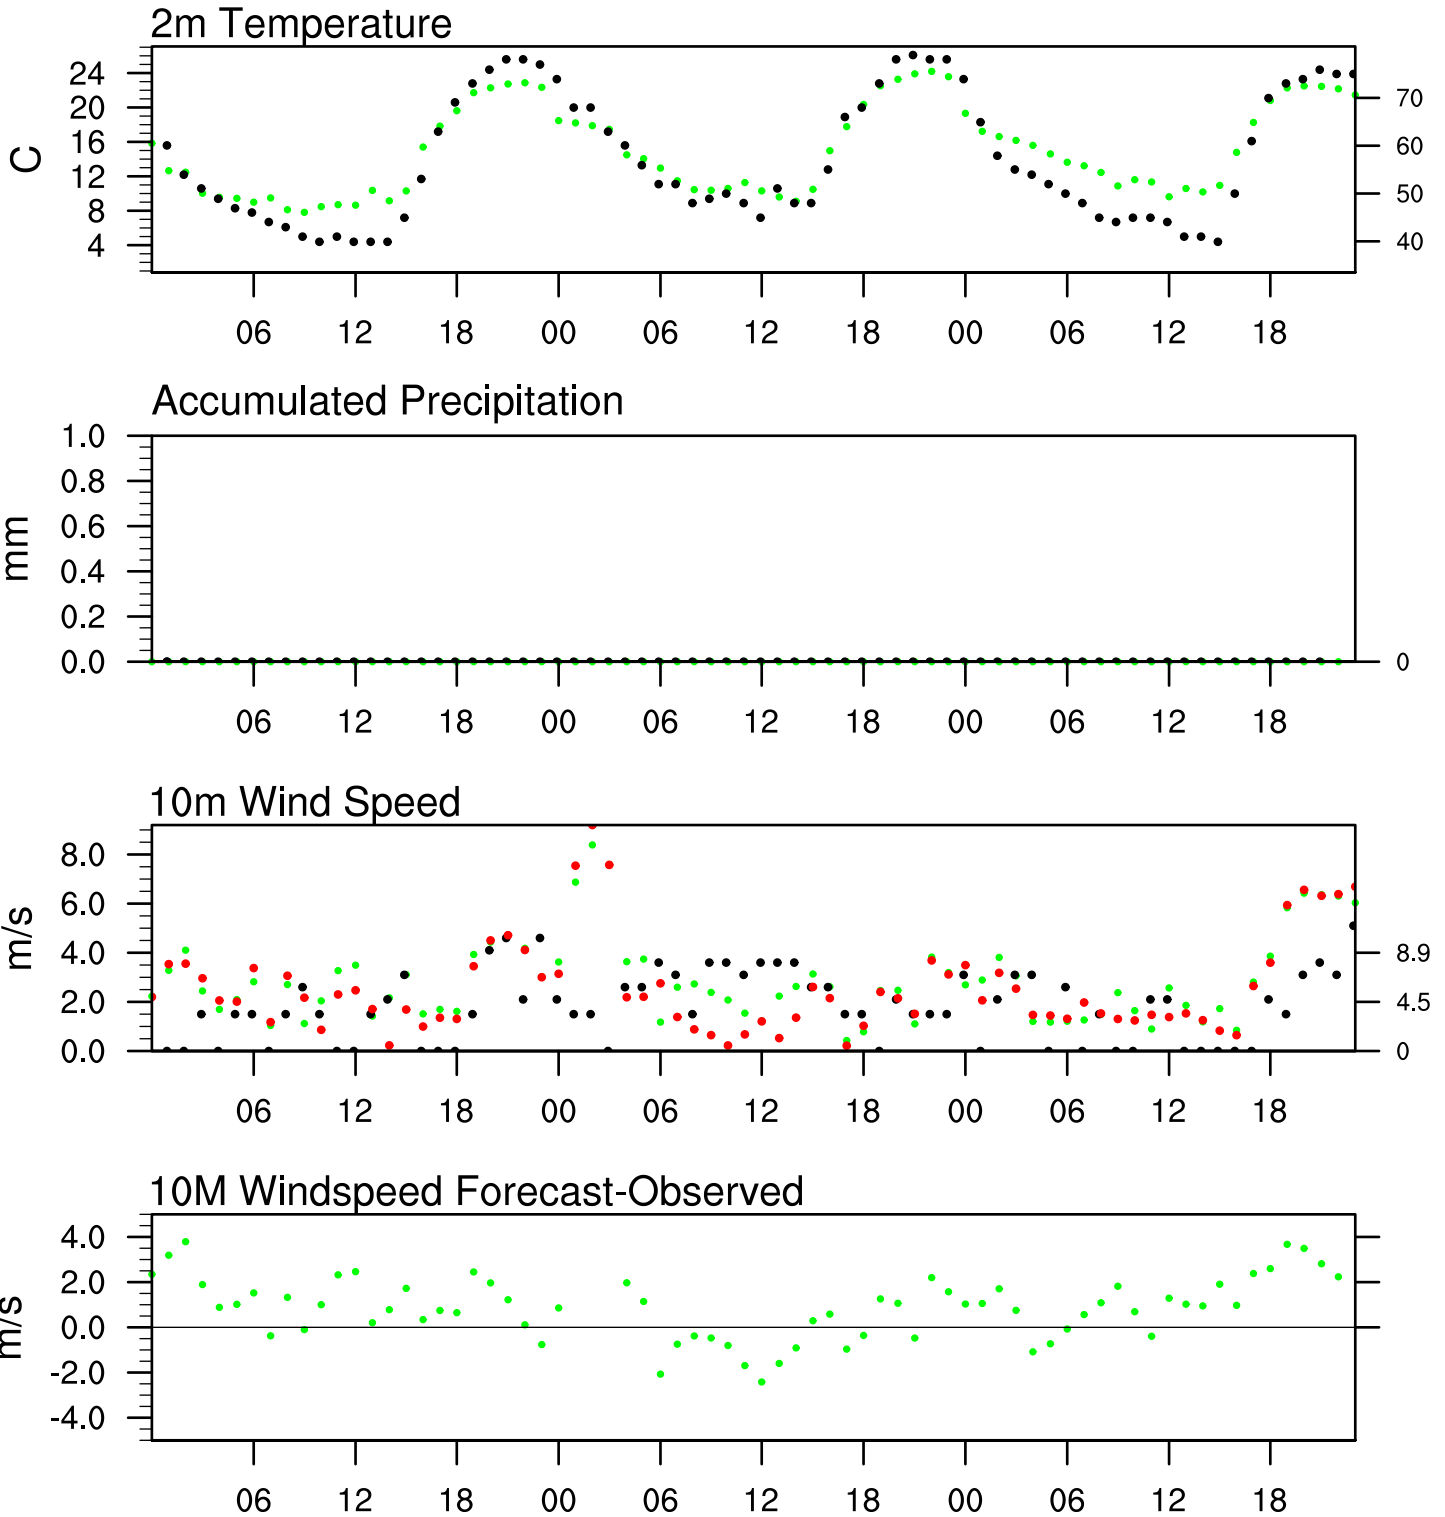 2m Temperature
24
20
16
12
8
4
C
70
60
50
40
06 12 18 00 06 12 18 00 06 12 18
Accumulated Precipitation
1.0
0.8
0.6
0.4
0.2
0.0
mm
0
06 12 18 00 06 12 18 00 06 12 18
10m Wind Speed
8.0
6.0
4.0
2.0
0.0
m/s
8.9
4.5
0
06 12 18 00 06 12 18 00 06 12 18
10M Windspeed Forecast-Observed
4.0
2.0
0.0
-2.0
-4.0
m/s
06 12 18 00 06 12 18 00 06 12 18